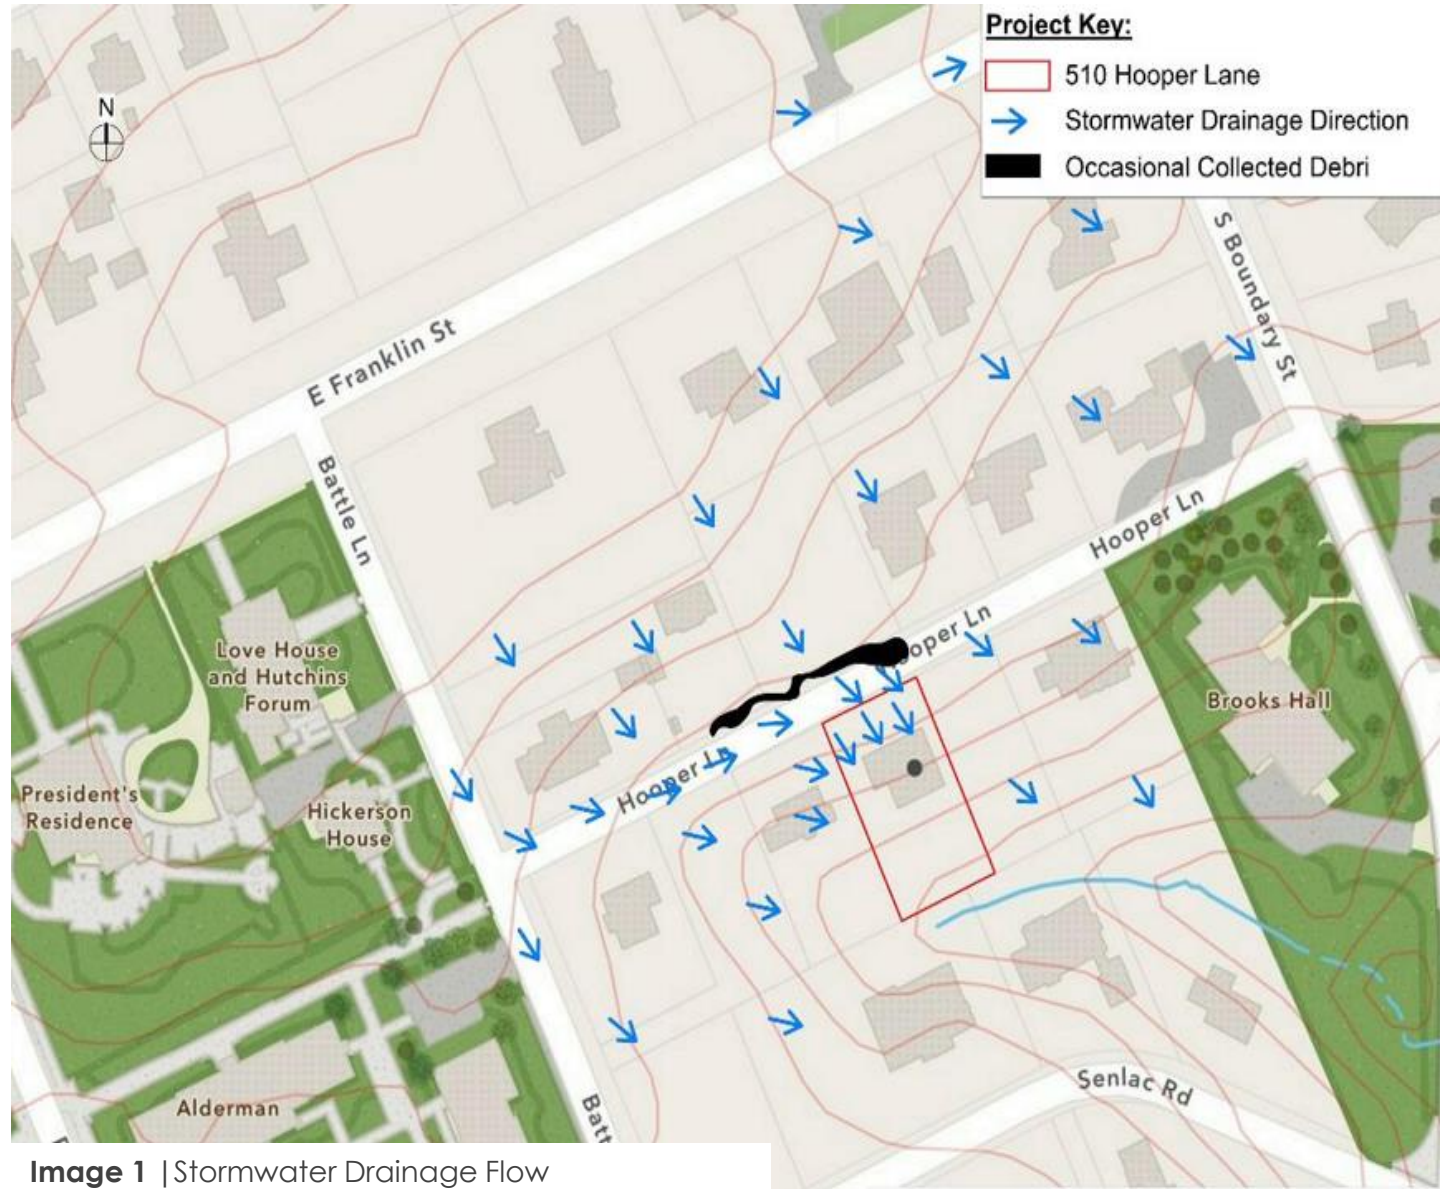 Project Key:
510 Hooper Lane
Stormwater Drainage Direction
Occasional Collected Debri
N
S Boundary St
E Franklin St
Battle Ln
Hooper Ln
Hooper Ln
Love House
and Hutchins
Forum
Brooks Hall
President's
Residence
Hooper Ln
Hickerson
House
Senlac Rd
Alderman
Batt
Image 1 | Stormwater Drainage Flow